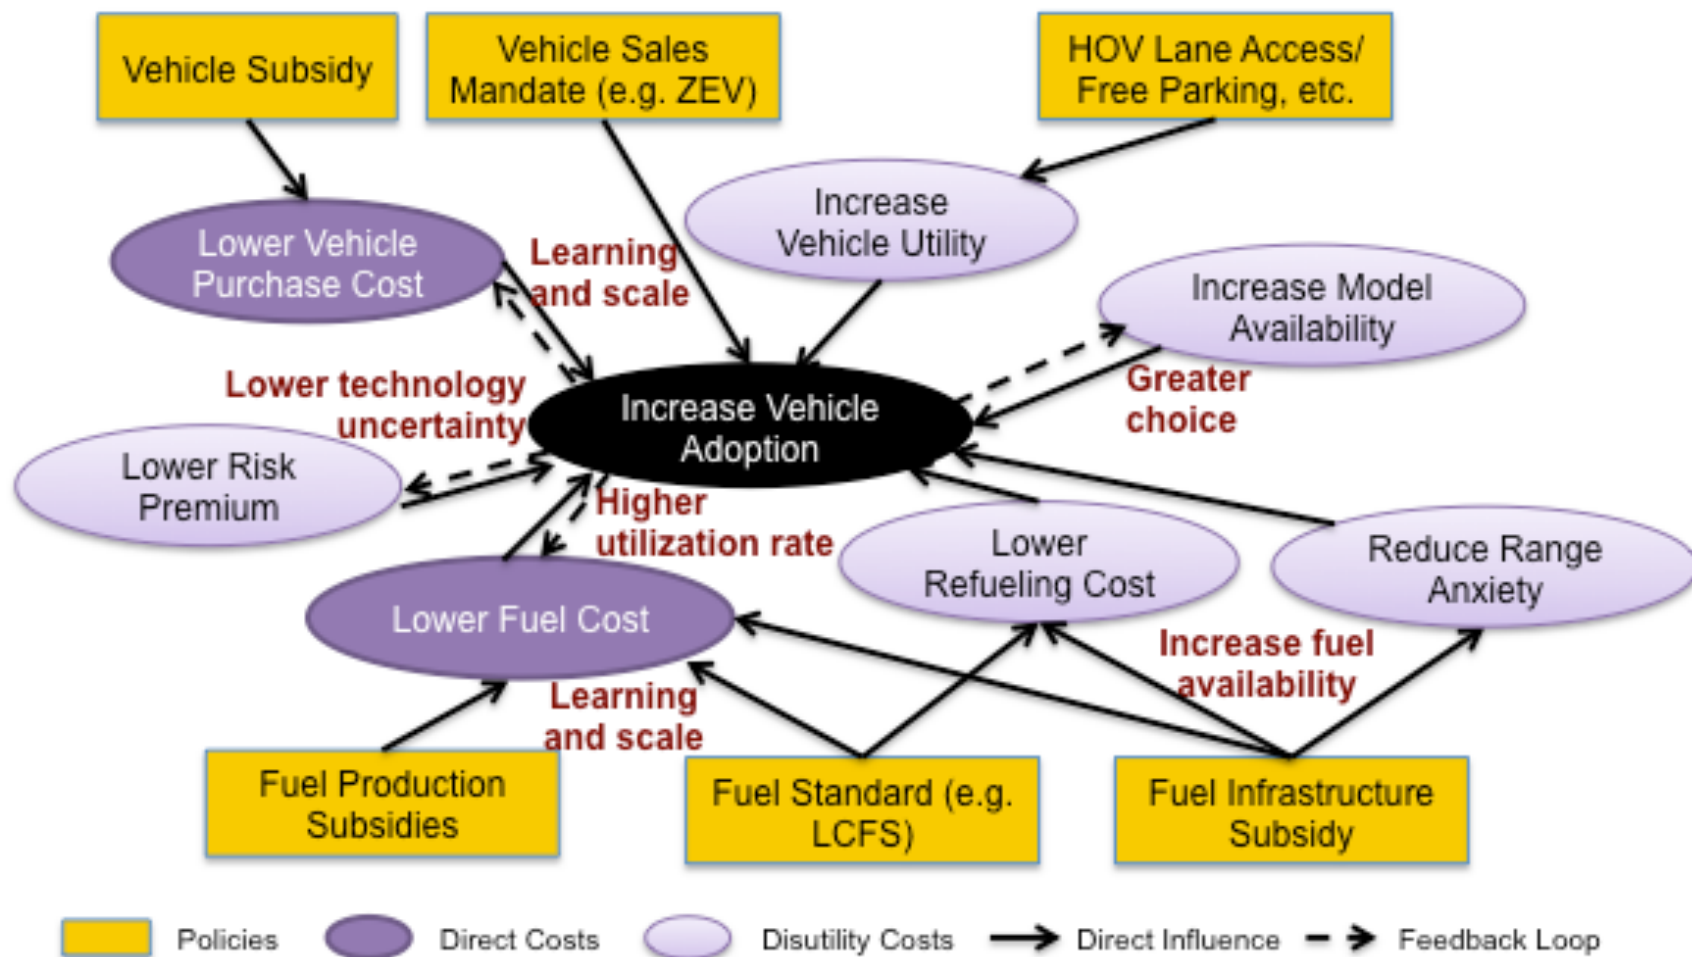 Vehicle Subsidy
Vehicle Sales
Mandate (e.g. ZEV)
HOV Lane Access/
Free Parking, etc.
Increase
Vehicle Utility
Lower Vehicle
Purchase Cost
Learning
and scale
Increase Model
Availability
Greater
choice
Lower technology
uncertainty
Increase Vehicle
Adoption
Lower Risk
Premium
Higher
utilization rate
Lower
Refueling Cost
Reduce Range
Anxiety
Lower Fuel Cost
Increase fuel
availability
Learning
and scale
Fuel Production
Subsidies
Fuel Standard (e.g.
LCFS)
Fuel Infrastructure
Subsidy
Policies
Direct Costs
Disutility Costs
Direct Influence
Feedback Loop